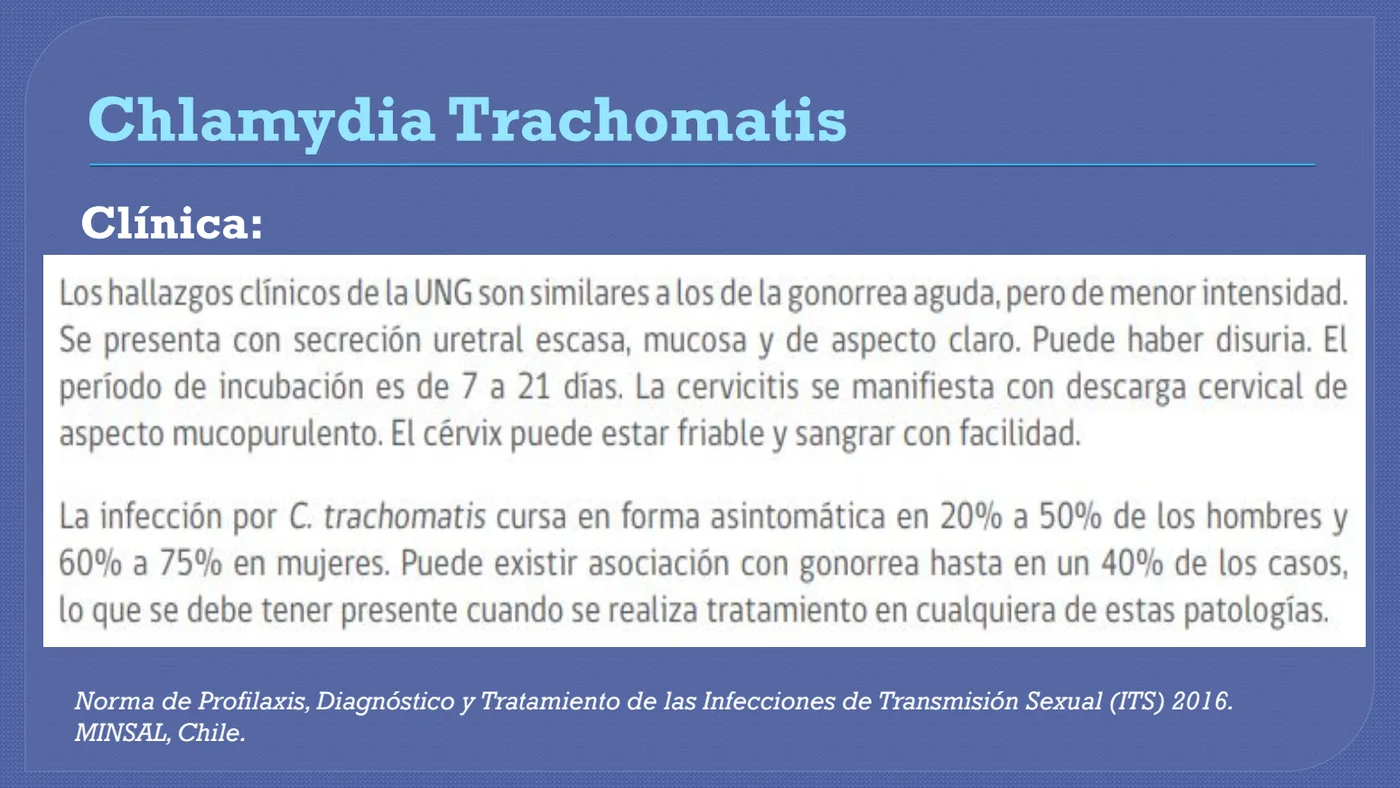 Chlamydia Trachomatis
Clínica:
Los hallazgos clínicos de la UNG son similares a los de la gonorrea aguda, pero de menor intensidad.
Se presenta con secreción uretral escasa, mucosa y de aspecto claro. Puede haber disuria. El
período de incubación es de 7 a 21 días. La cervicitis se manifiesta con descarga cervical de
aspecto mucopurulento. El cérvix puede estar friable y sangrar con facilidad.
La infección por C. trachomatis cursa en forma asintomática en 20% a 50% de los hombres y
60% a 75% en mujeres. Puede existir asociación con gonorrea hasta en un 40% de los casos,
lo que se debe tener presente cuando se realiza tratamiento en cualquiera de estas patologías.
Norma de Profilaxis, Diagnóstico y Tratamiento de las Infecciones de Transmisión Sexual (ITS) 2016.
MINSAL, Chile.